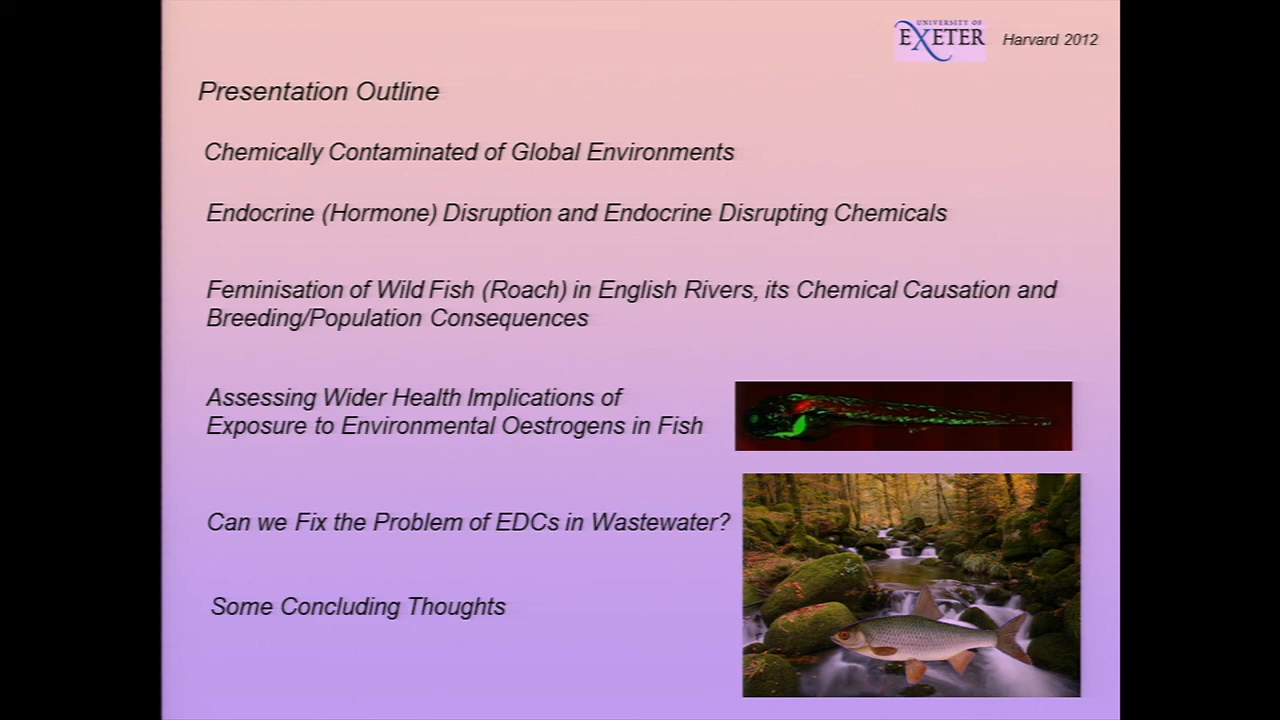 UNIVERSITY OF
EXETER
Harvard 2012
Presentation Outline
Chemically Contaminated of Global Environments
Endocrine (Hormone) Disruption and Endocrine Disrupting Chemicals
Feminisation of Wild Fish (Roach) in English Rivers, its Chemical Causation and
Breeding/Population Consequences
Assessing Wider Health Implications of
Exposure to Environmental Oestrogens in Fish
Can we Fix the Problem of EDCs in Wastewater?
Some Concluding Thoughts